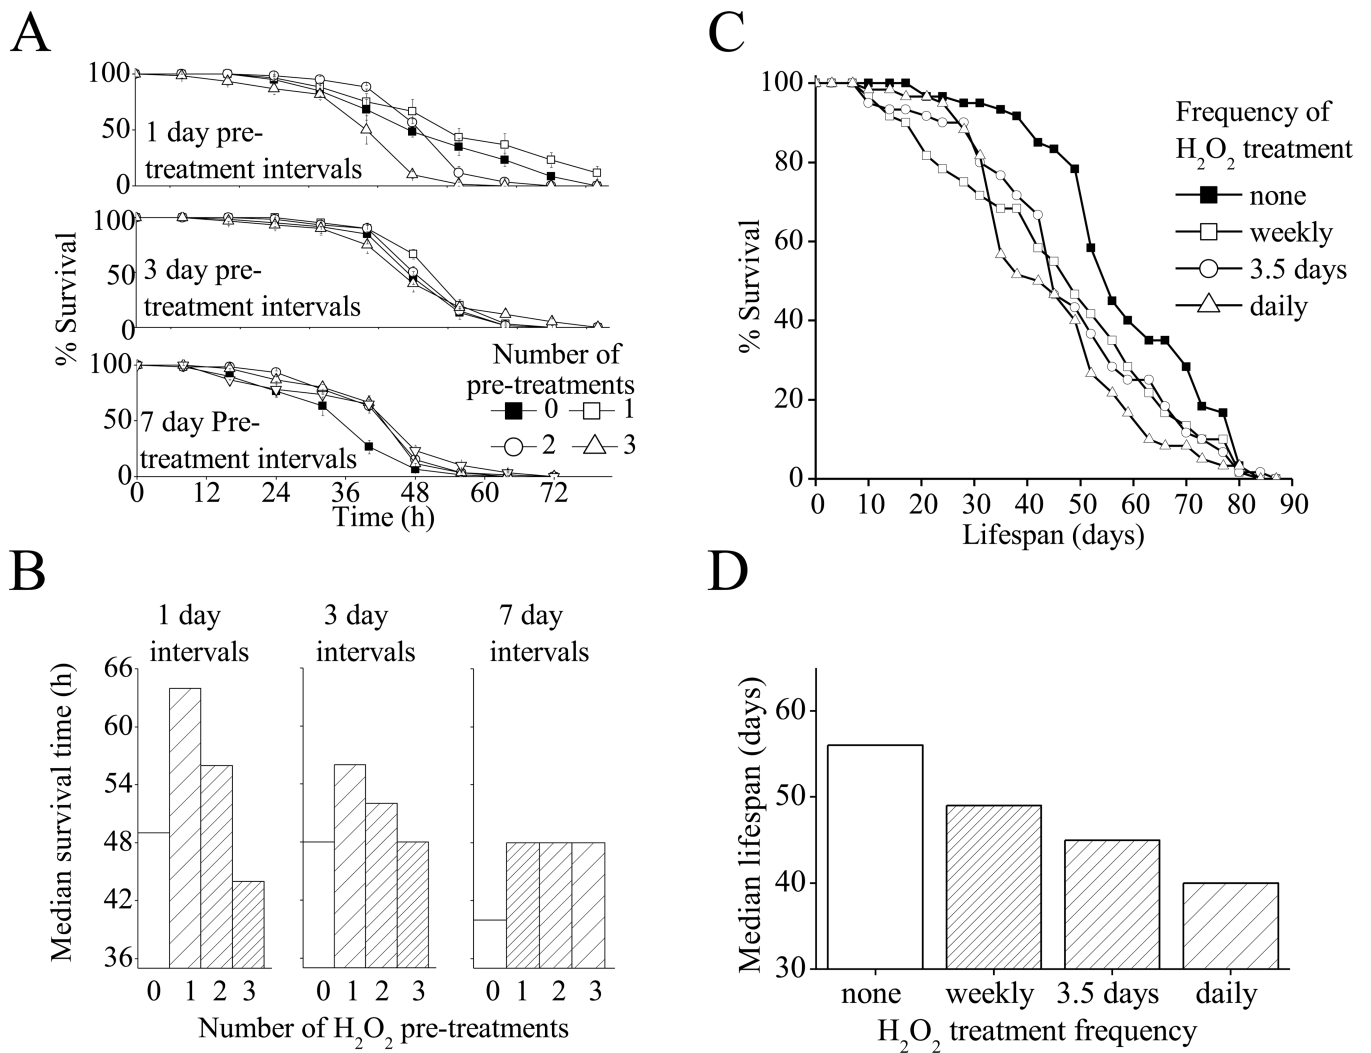 A
% Survival
100
50
0
1 day pre-
treatment intervals
100
50
0
3 day pre-
treatment intervals
100
50
0
7 day Pre-
treatment intervals
Number of
pre-treatments
0 1
2 3
0 12 24 36 48 60 72
Time (h)
C
% Survival
100
80
60
40
20
0
Frequency of
H₂O₂ treatment
none
weekly
3.5 days
daily
0 10 20 30 40 50 60 70 80 90
Lifespan (days)
B
1 day
intervals
3 day
intervals
7 day
intervals
Median survival time (h)
66
60
54
48
42
36
0 1 2 3 0 1 2 3 0 1 2 3
Number of H₂O₂ pre-treatments
D
Median lifespan (days)
60
50
40
30
none weekly 3.5 days daily
H₂O₂ treatment frequency